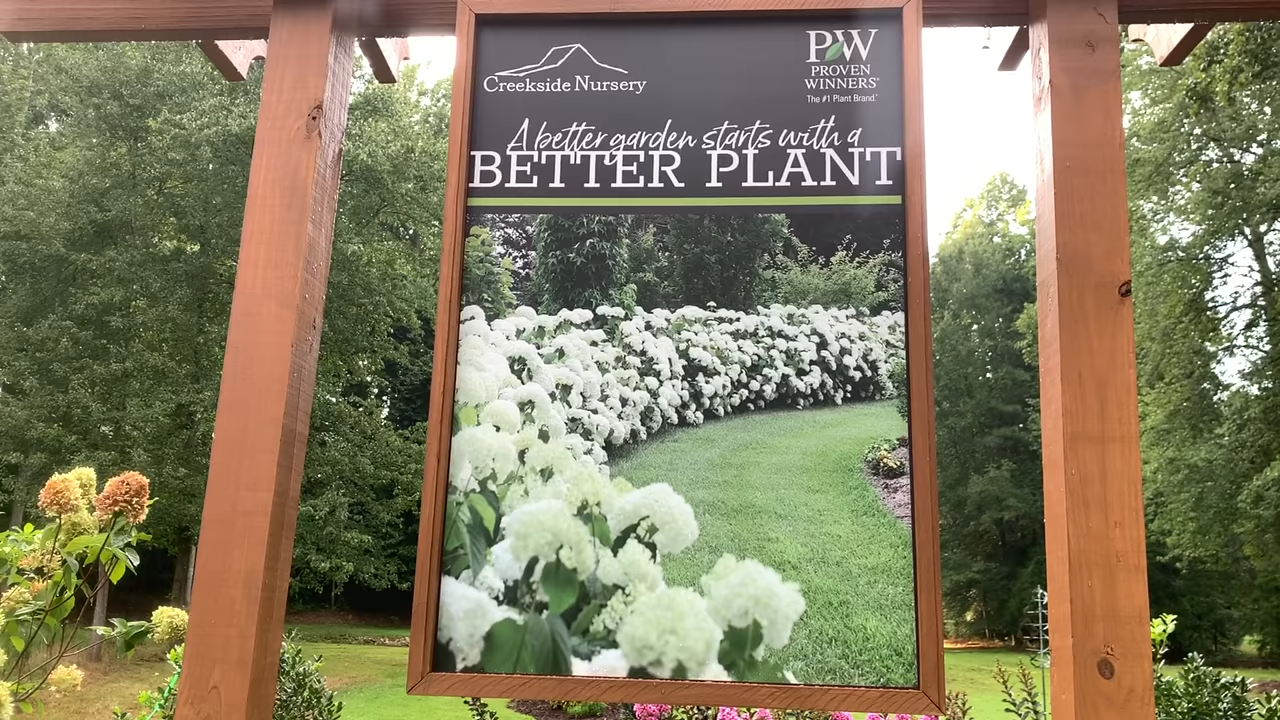 Creekside Nursery
PW
PROVEN
WINNERS®
The #1 Plant Brand.®
A better garden starts with a
BETTER PLANT